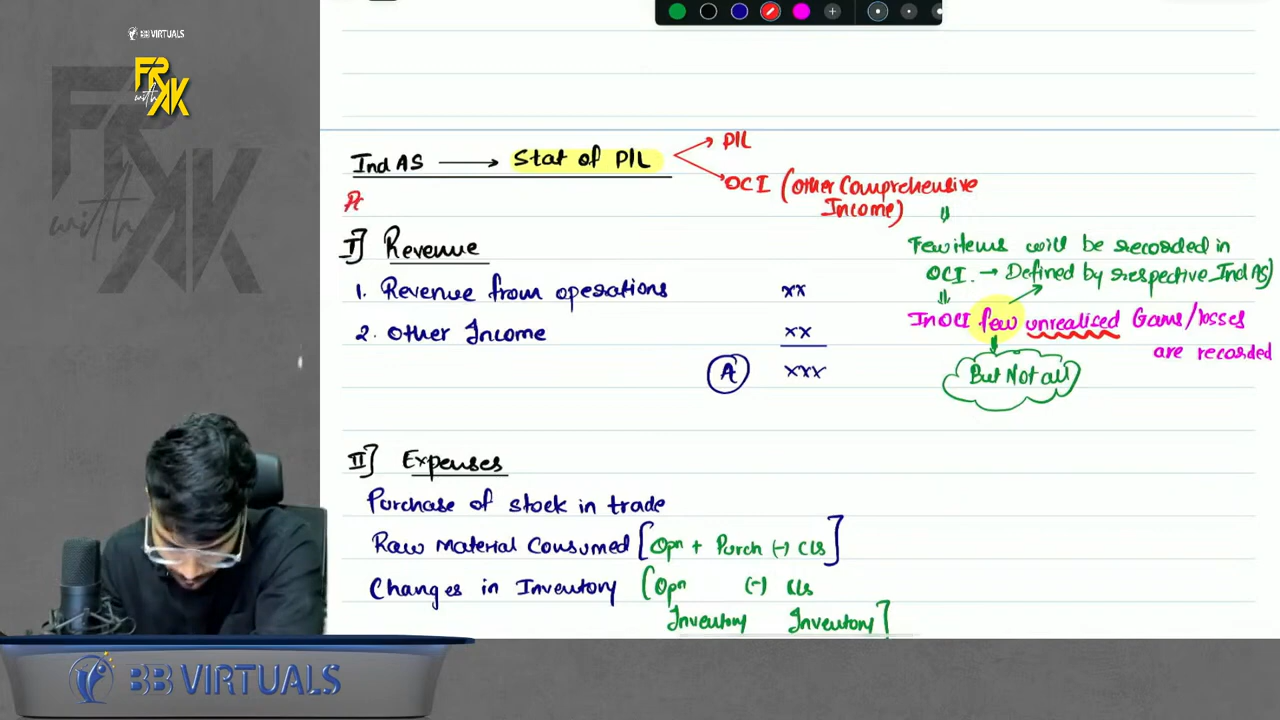 BB VIRTUALS
FR
with
KK
Ind AS → Stat of P/L
P/L
OCI (Other Comprehensive
Income)
Few items will be recorded in
OCI. → Defined by respective Ind AS)
In OCI few unrealised Gains/losses
are recorded
But Not all
I] Revenue
1. Revenue from operations xx
2. Other Income xx
A xxx
II] Expenses
Purchase of stock in trade
Raw Material Consumed [Opn + Purch (-) Cls]
Changes in Inventory [Opn (-) Cls
Inventory Inventory]
BB VIRTUALS